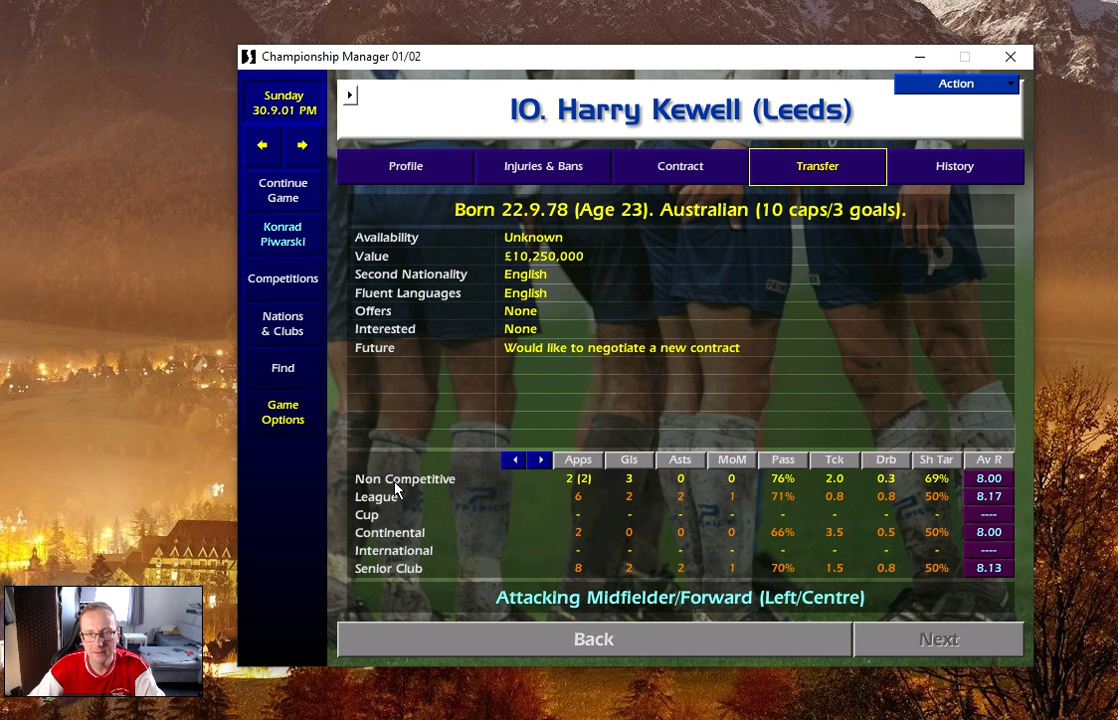 Championship Manager 01/02
Sunday
30.9.01 PM
Continue
Game
Konrad
Piwarski
Competitions
Nations
& Clubs
Find
Game
Options
Action
10. Harry Kewell (Leeds)
Profile Injuries & Bans Contract Transfer History
Born 22.9.78 (Age 23). Australian (10 caps/3 goals).
Availability Unknown
Value £10,250,000
Second Nationality English
Fluent Languages English
Offers None
Interested None
Future Would like to negotiate a new contract
Apps Gls Asts MoM Pass Tck Drb Sh Tar Av R
Non Competitive 2 (2) 3 0 0 76% 2.0 0.3 69% 8.00
League 6 2 2 1 71% 0.8 0.8 50% 8.17
Cup - - - - - - - - ----
Continental 2 0 0 0 66% 3.5 0.5 50% 8.00
International - - - - - - - - ----
Senior Club 8 2 2 1 70% 1.5 0.8 50% 8.13
Attacking Midfielder/Forward (Left/Centre)
Back Next